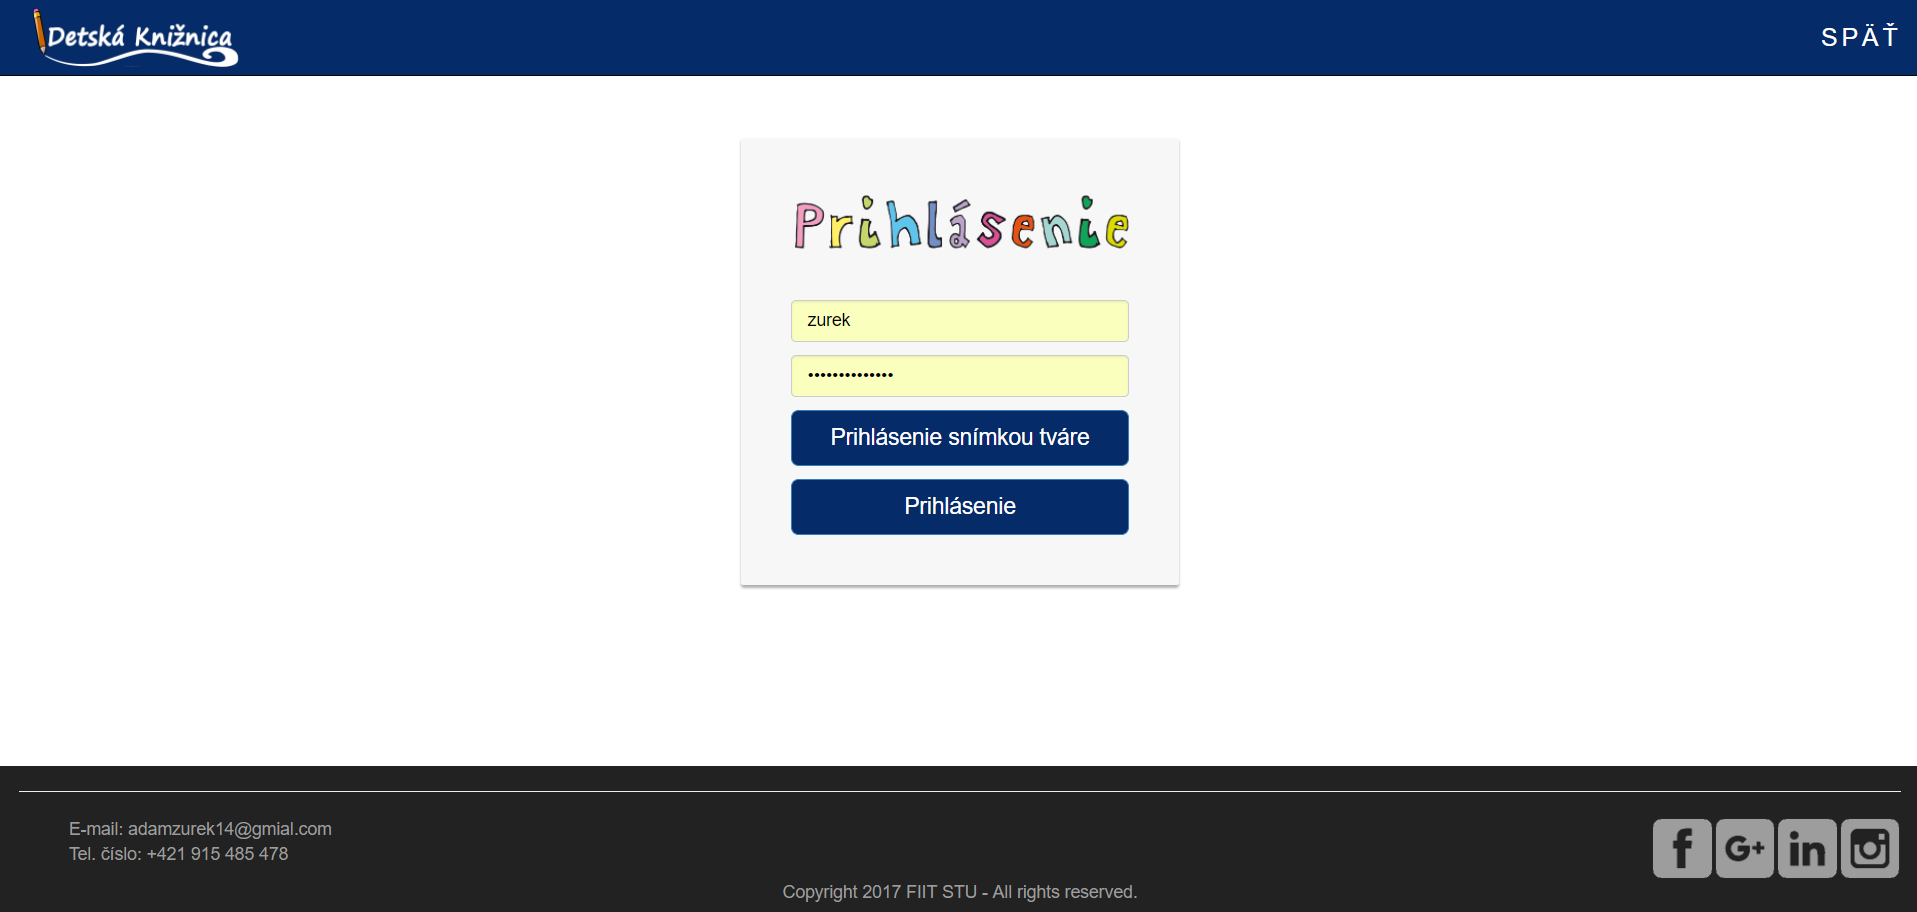 Detská Knižnica
SPÄŤ
Prihlásenie
zurek
••••••••••••••
Prihlásenie snímkou tváre
Prihlásenie
E-mail: adamzurek14@gmial.com
Tel. číslo: +421 915 485 478
f G+ in
Copyright 2017 FIIT STU - All rights reserved.